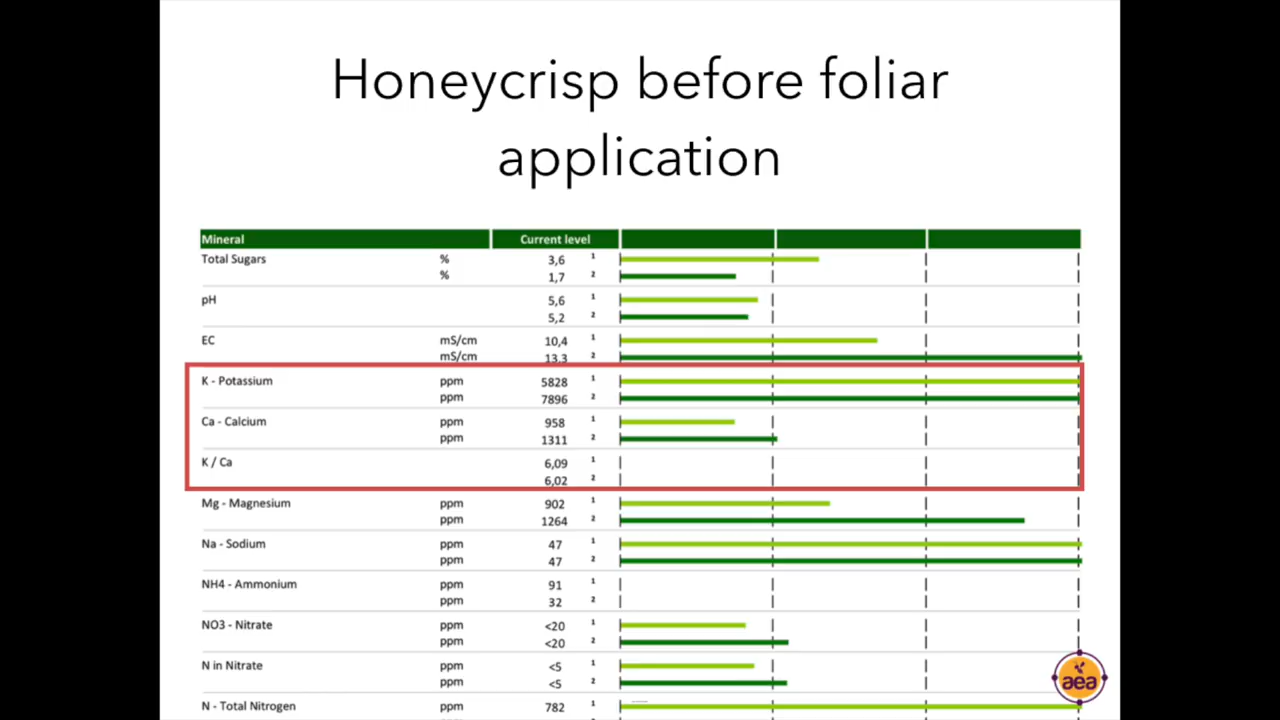 Honeycrisp before foliar
application
Mineral Current level
Total Sugars % 3,6 1
% 1,7 2
pH 5,6 1
5,2 2
EC mS/cm 10,4 1
mS/cm 13,3 2
K - Potassium ppm 5828 1
ppm 7896 2
Ca - Calcium ppm 958 1
ppm 1311 2
K / Ca 6,09 1
6,02 2
Mg - Magnesium ppm 902 1
ppm 1264 2
Na - Sodium ppm 47 1
ppm 47 2
NH4 - Ammonium ppm 91 1
ppm 32 2
NO3 - Nitrate ppm <20 1
ppm <20 2
N in Nitrate ppm <5 1
ppm <5 2
N - Total Nitrogen ppm 782 1
aea